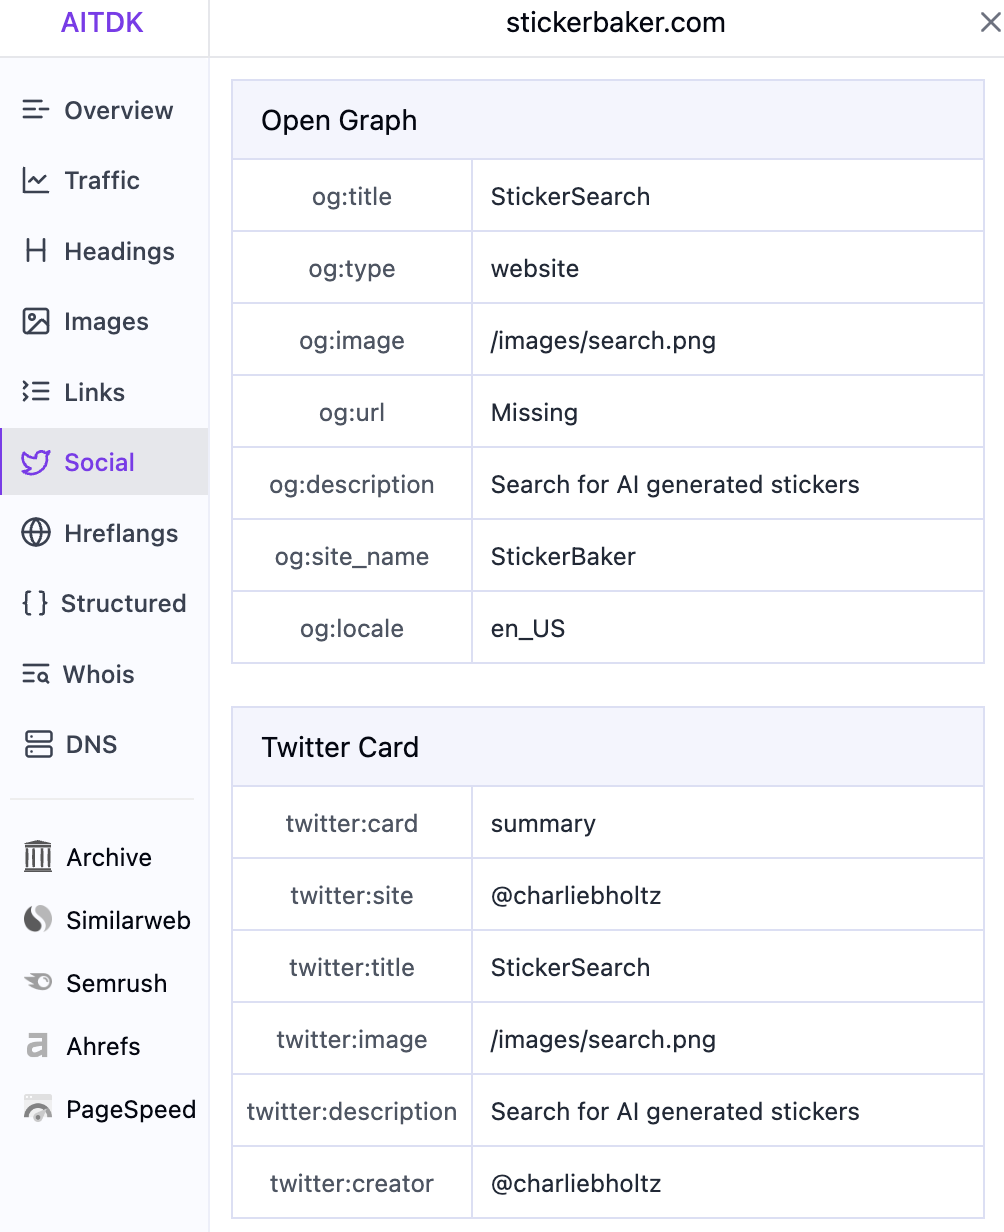 AITDK
stickerbaker.com
Overview
Traffic
Headings
Images
Links
Social
Hreflangs
Structured
Whois
DNS
Archive
Similarweb
Semrush
Ahrefs
PageSpeed
Open Graph
og:title StickerSearch
og:type website
og:image /images/search.png
og:url Missing
og:description Search for AI generated stickers
og:site_name StickerBaker
og:locale en_US
Twitter Card
twitter:card summary
twitter:site @charliebholtz
twitter:title StickerSearch
twitter:image /images/search.png
twitter:description Search for AI generated stickers
twitter:creator @charliebholtz